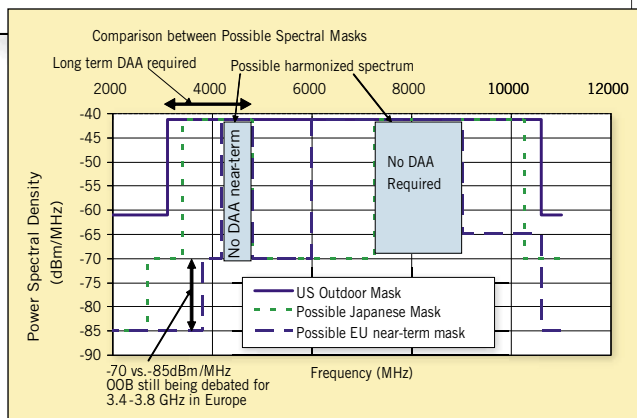 Comparison between Possible Spectral Masks
Long term DAA required
Possible harmonized spectrum
2000 4000 6000 8000 10000 12000
-40
-45
-50
-55
-60
-65
-70
-75
-80
-85
-90
Power Spectral Density
(dBm/MHz)
No DAA near-term
No DAA
Required
US Outdoor Mask
Possible Japanese Mask
Possible EU near-term mask
-70 vs.-85dBm/MHz
OOB still being debated for
3.4-3.8 GHz in Europe
Frequency (MHz)